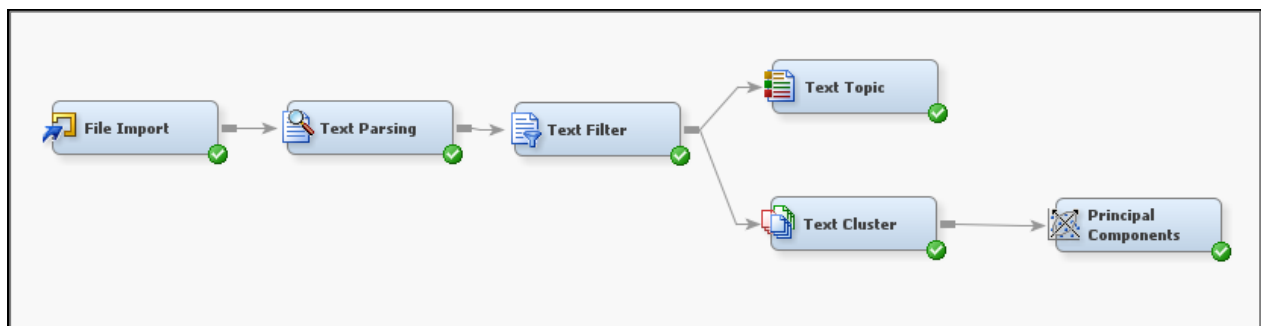 File Import
Text Parsing
Text Filter
Text Topic
Text Cluster
Principal
Components